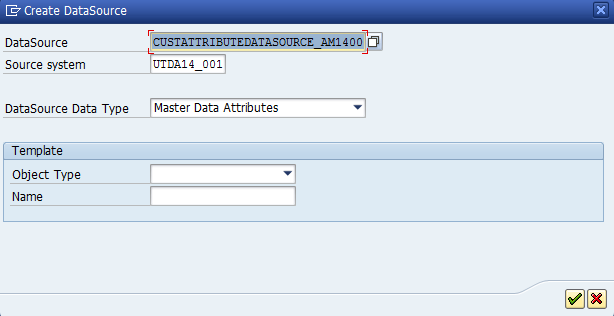 Create DataSource
DataSource CUSTATTRIBUTEDATASOURCE_AM1400
Source system UTDA14_001
DataSource Data Type Master Data Attributes
Template
Object Type
Name